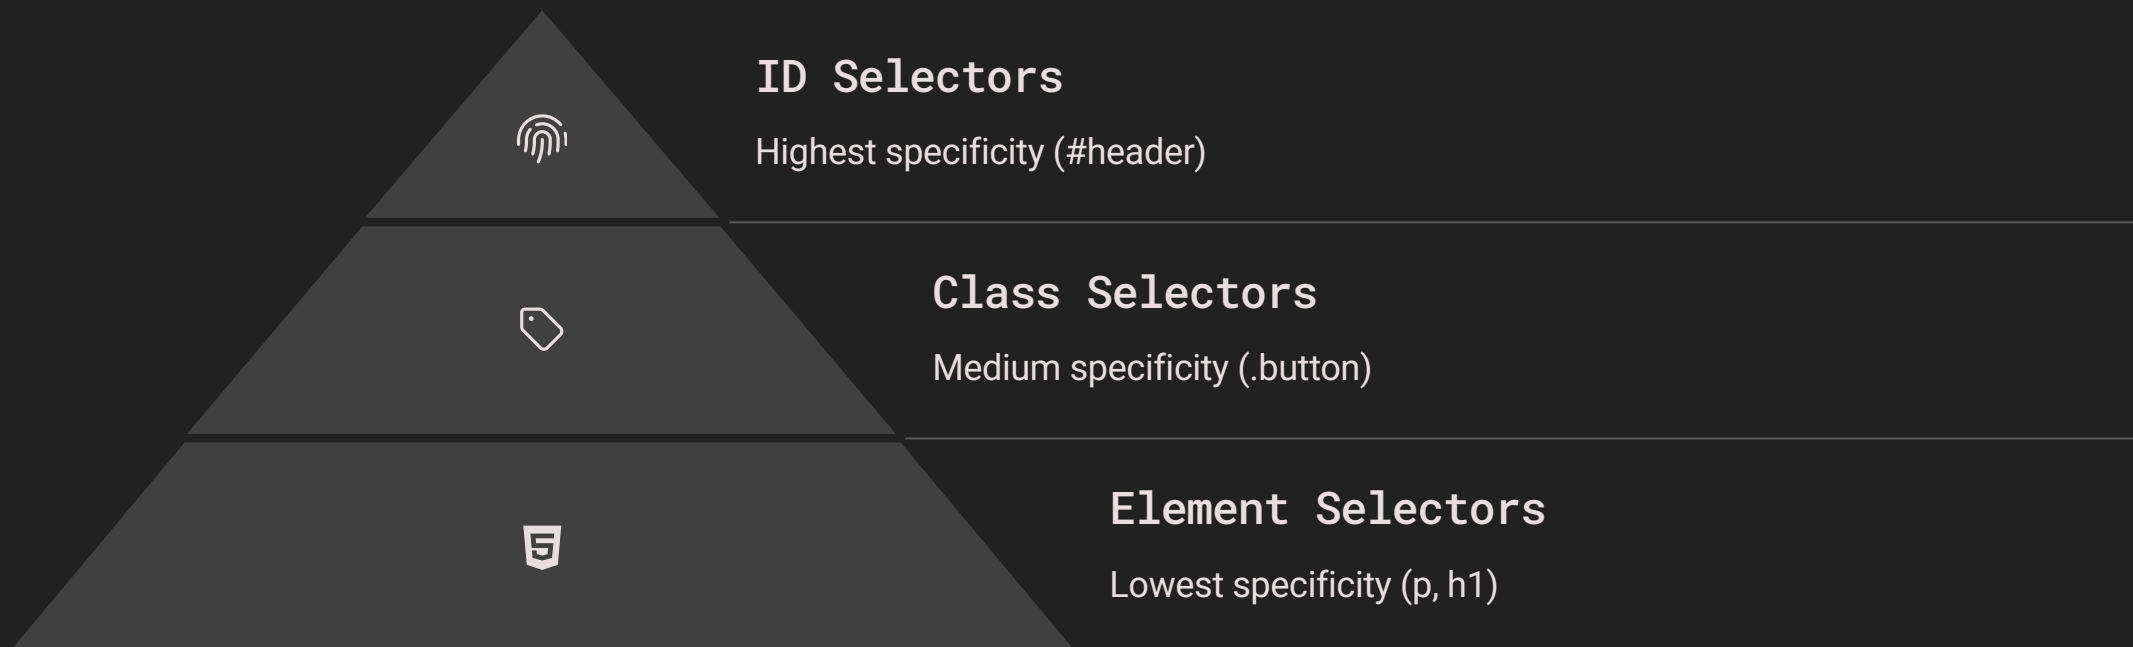 ID Selectors
Highest specificity (#header)
Class Selectors
Medium specificity (.button)
Element Selectors
Lowest specificity (p, h1)